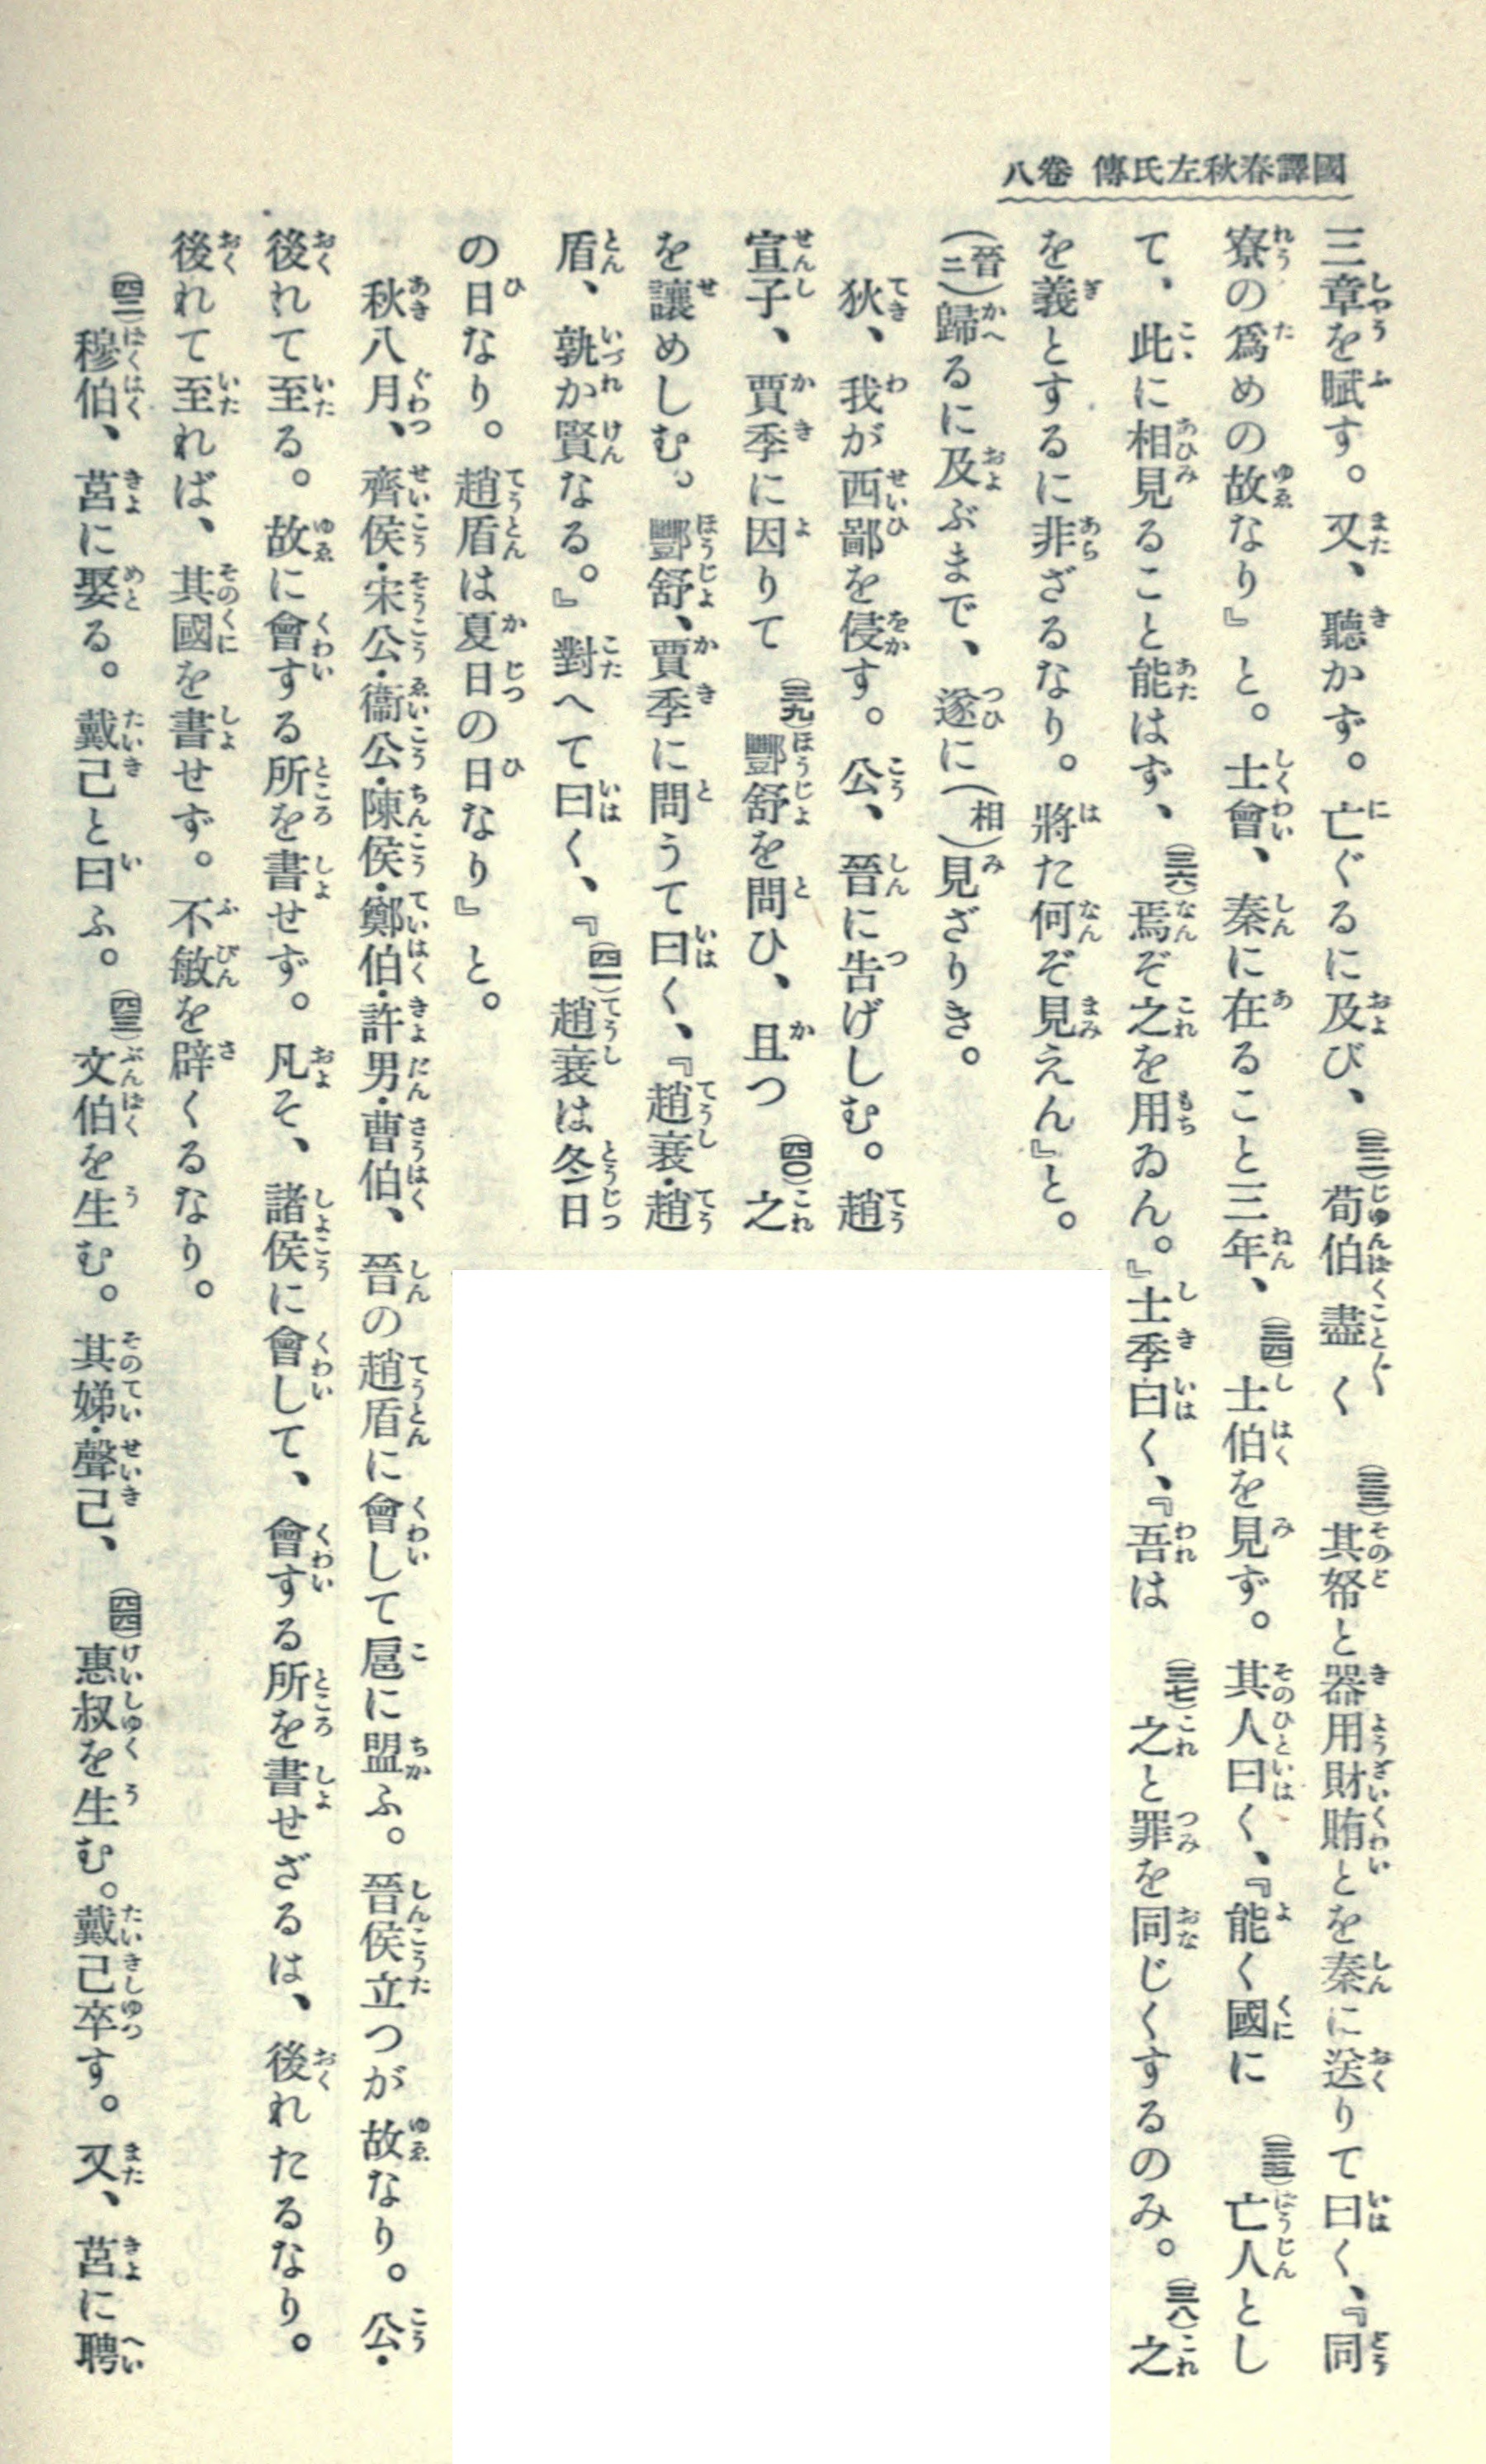 國譯春秋左氏傳 卷八
三章を賦す。又、聽かず。亡ぐるに及び、(三二)荀伯盡く(三三)其帑と器用財賄とを秦に送りて曰く、『同
寮の爲めの故なり』と。士會、秦に在ること三年、(三四)士伯を見ず。其人曰く、『能く國に(三五)亡人とし
て、此に相見ること能はず、(三六)焉ぞ之を用ゐん。』士季曰く、『吾は(三七)之と罪を同じくするのみ。(三八)之
を義とするに非ざるなり。將た何ぞ見えん』と。
(晉ニ)歸るに及ぶまで、遂に(相)見ざりき。
狄、我が西鄙を侵す。公、晉に告げしむ。趙
宣子、賈季に因りて(三九)酆舒を問ひ、且つ(四〇)之
を讓めしむ。酆舒、賈季に問うて曰く、『趙衰・趙
盾、孰か賢なる。』對へて曰く、『(四一)趙衰は冬日
の日なり。趙盾は夏日の日なり』と。
秋八月、齊侯・宋公・衞公・陳侯・鄭伯・許男・曹伯、晉の趙盾に會して扈に盟ふ。晉侯立つが故なり。公・
後れて至る。故に會する所を書せず。凡そ、諸侯に會して、會する所を書せざるは、後れたるなり。
後れて至れば、其國を書せず。不敏を辟くるなり。
(四二)穆伯、莒に娶る。戴己と曰ふ。(四三)文伯を生む。其娣・聲己、(四四)惠叔を生む。戴己卒す。又、莒に聘